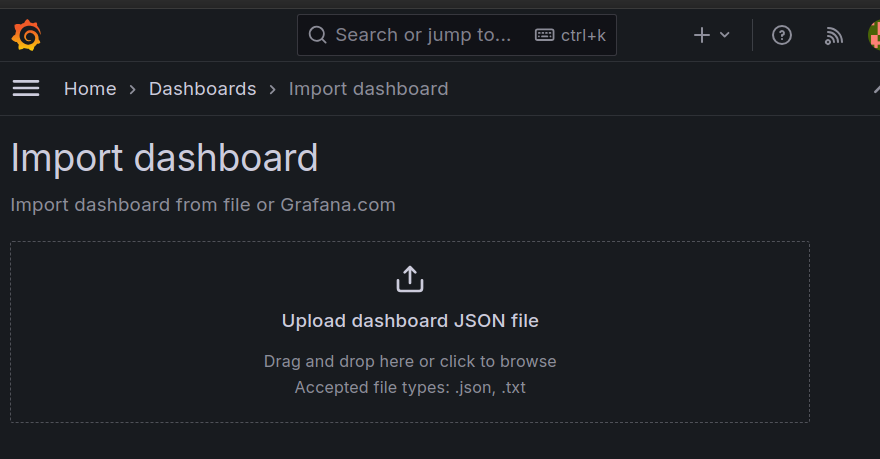 Search or jump to... ctrl+k
Home > Dashboards > Import dashboard
Import dashboard
Import dashboard from file or Grafana.com
Upload dashboard JSON file
Drag and drop here or click to browse
Accepted file types: .json, .txt